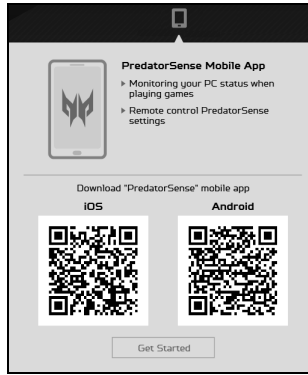 PredatorSense Mobile App
Monitoring your PC status when
playing games
Remote control PredatorSense
settings
Download "PredatorSense" mobile app
iOS
Android
Get Started